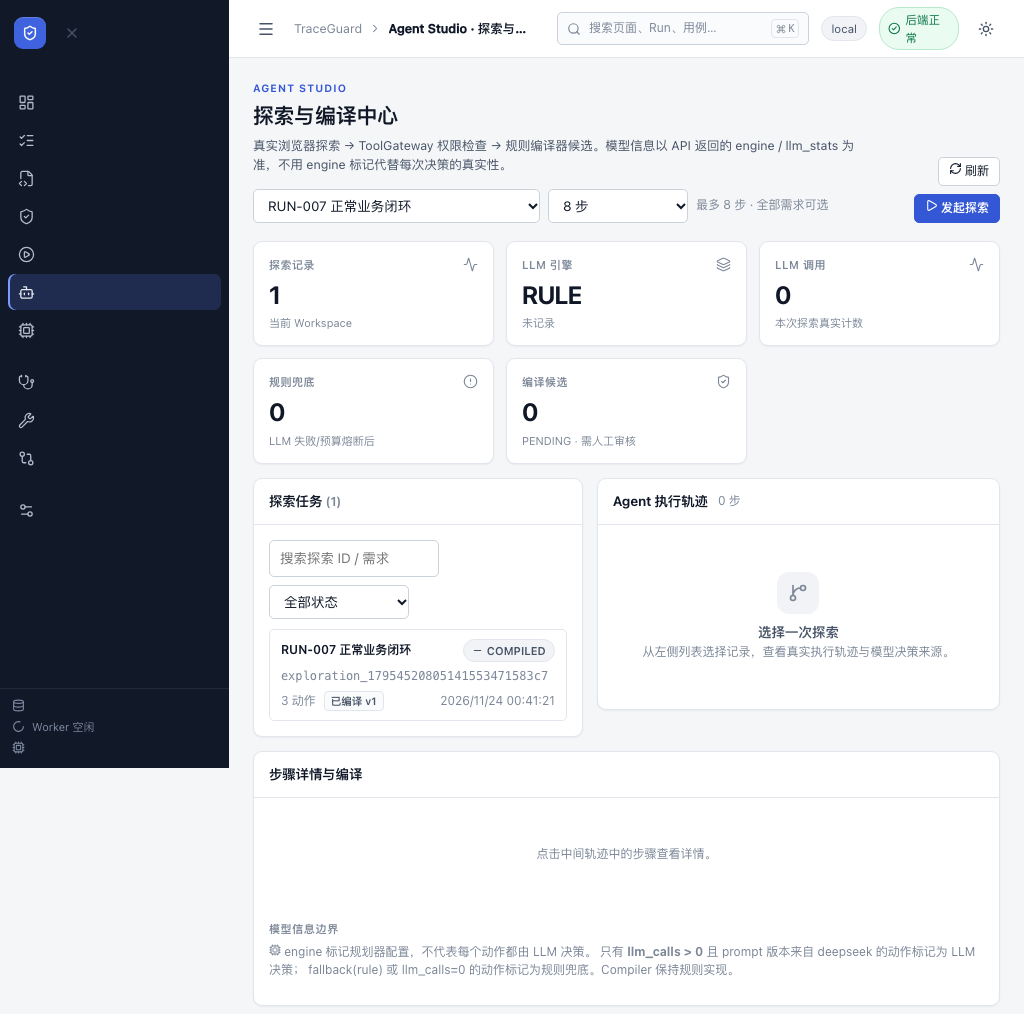 TraceGuard
Agent Studio · 探索与...
搜索页面、Run、用例...
⌘ K
local
后端正
常
AGENT STUDIO
探索与编译中心
真实浏览器探索 → ToolGateway 权限检查 → 规则编译器候选。模型信息以 API 返回的 engine / llm_stats 为
准，不用 engine 标记代替每次决策的真实性。
刷新
RUN-007 正常业务闭环
8 步
最多 8 步 · 全部需求可选
发起探索
探索记录
1
当前 Workspace
LLM 引擎
RULE
未记录
LLM 调用
0
本次探索真实计数
规则兜底
0
LLM 失败/预算熔断后
编译候选
0
PENDING · 需人工审核
探索任务 (1)
搜索探索 ID / 需求
全部状态
RUN-007 正常业务闭环
— COMPILED
exploration_17954520805141553471583c7
3 动作
已编译 v1
2026/11/24 00:41:21
Agent 执行轨迹
0 步
选择一次探索
从左侧列表选择记录，查看真实执行轨迹与模型决策来源。
Worker 空闲
步骤详情与编译
点击中间轨迹中的步骤查看详情。
模型信息边界
engine 标记规划器配置，不代表每个动作都由 LLM 决策。 只有 llm_calls > 0 且 prompt 版本来自 deepseek 的动作标记为 LLM
决策； fallback(rule) 或 llm_calls=0 的动作标记为规则兜底。Compiler 保持规则实现。